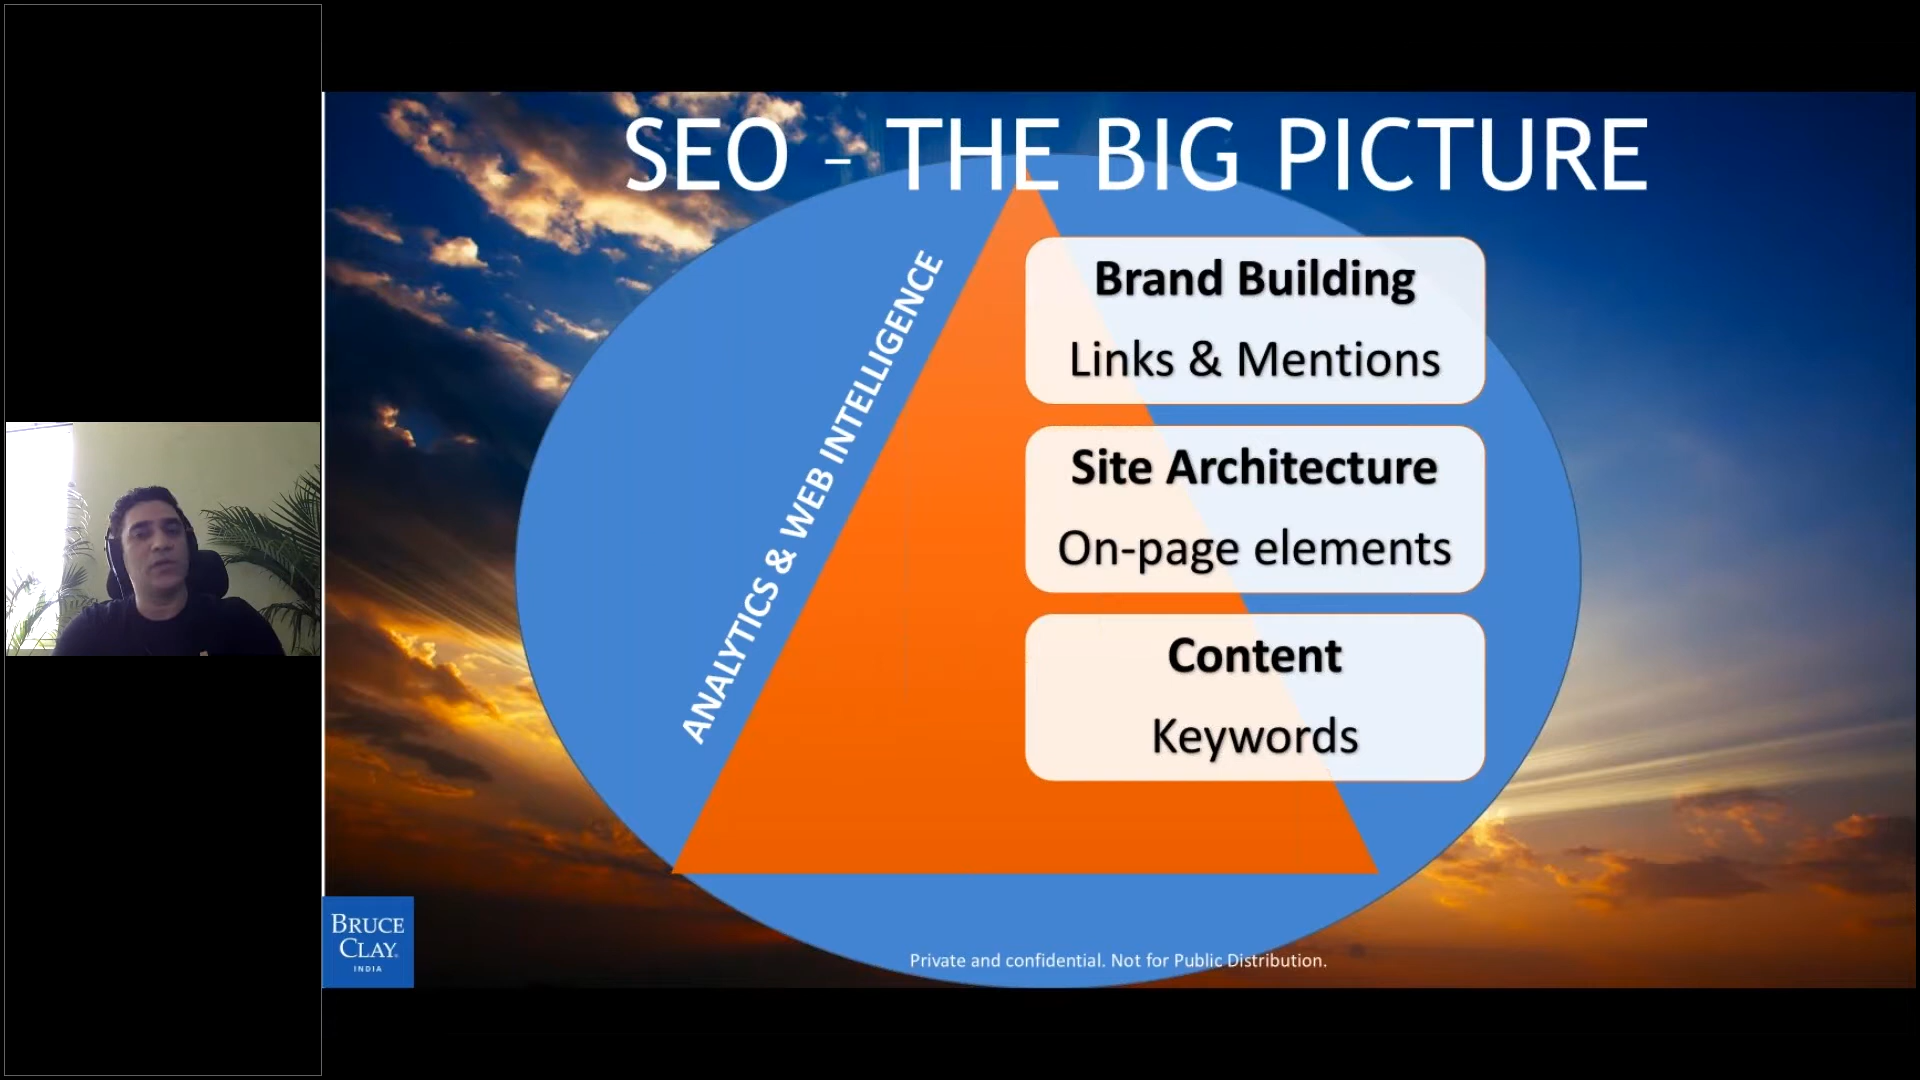 SEO - THE BIG PICTURE
ANALYTICS & WEB INTELLIGENCE
Brand Building
Links & Mentions
Site Architecture
On-page elements
Content
Keywords
BRUCE
CLAY
INDIA
Private and confidential. Not for Public Distribution.